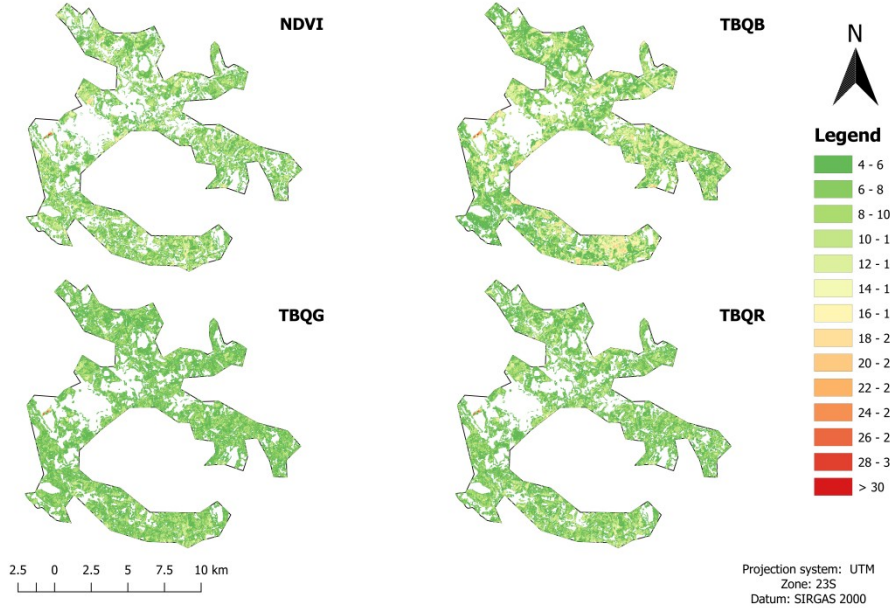 NDVI
TBQB
N
Legend
4 - 6
6 - 8
8 - 10
10 - 1
12 - 1
14 - 1
16 - 1
18 - 2
20 - 2
22 - 2
24 - 2
26 - 2
28 - 3
> 30
TBQG
TBQR
2.5 0 2.5 5 7.5 10 km
Projection system: UTM
Zone: 23S
Datum: SIRGAS 2000